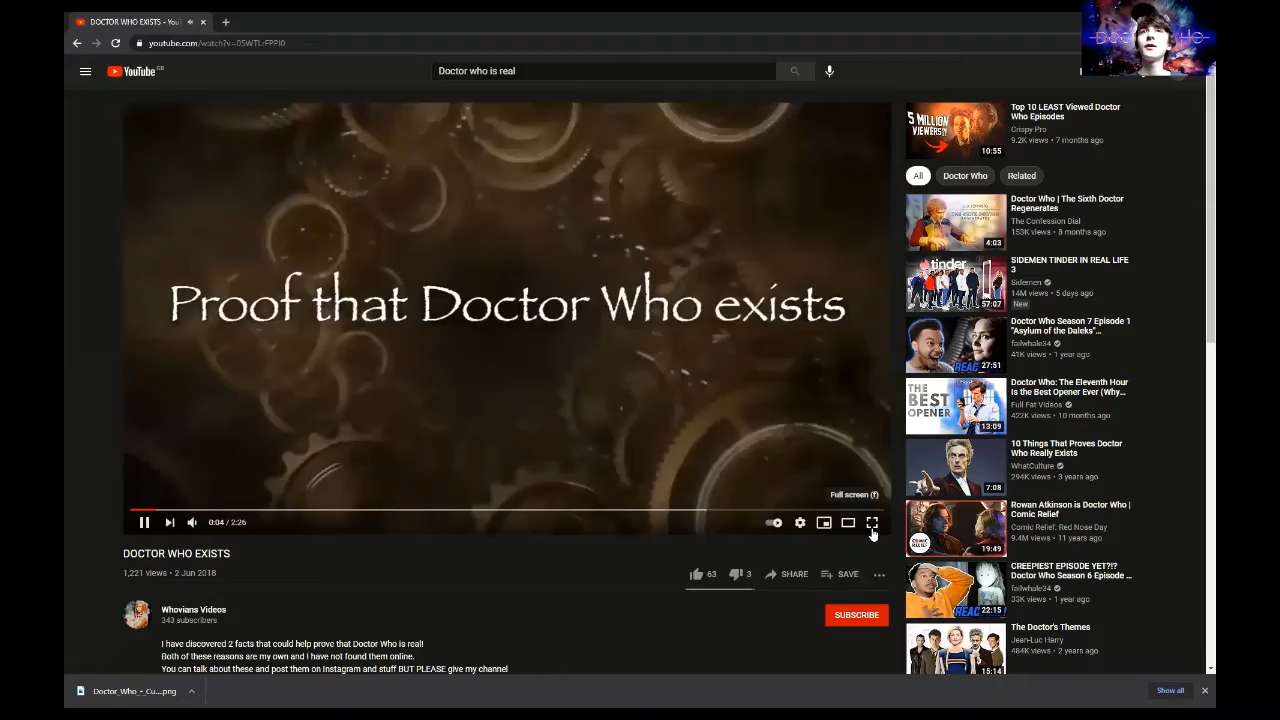 DOCTOR WHO EXISTS - You
youtube.com/watch?v=05WTLrFPPI0
YouTube GB
Doctor who is real
Proof that Doctor Who exists
Full screen (f)
0:04 / 2:26
DOCTOR WHO EXISTS
1,221 views • 2 Jun 2018
63
3
SHARE
SAVE
Whovians Videos
343 subscribers
SUBSCRIBE
I have discovered 2 facts that could help prove that Doctor Who is real!
Both of these reasons are my own and I have not found them online.
You can talk about these and post them on Instagram and stuff BUT PLEASE give my channel
5 MILLION
VIEWERS?!
10:55
Top 10 LEAST Viewed Doctor
Who Episodes
Crispy Pro
9.2K views • 7 months ago
All
Doctor Who
Related
4:03
Doctor Who | The Sixth Doctor
Regenerates
The Confession Dial
153K views • 8 months ago
tinder
57:07
SIDEMEN TINDER IN REAL LIFE
3
Sidemen
14M views • 5 days ago
New
REAC
27:51
Doctor Who Season 7 Episode 1
"Asylum of the Daleks"...
failwhale34
41K views • 1 year ago
THE
BEST
OPENER
13:09
Doctor Who: The Eleventh Hour
Is the Best Opener Ever (Why...
Full Fat Videos
422K views • 10 months ago
7:08
10 Things That Proves Doctor
Who Really Exists
WhatCulture
294K views • 3 years ago
COMIC
RELIEF
19:49
Rowan Atkinson is Doctor Who |
Comic Relief
Comic Relief: Red Nose Day
9.4M views • 11 years ago
REAC
22:15
CREEPIEST EPISODE YET?!?
Doctor Who Season 6 Episode ...
failwhale34
33K views • 1 year ago
15:14
The Doctor's Themes
Jean-Luc Harry
484K views • 2 years ago
Doctor_Who_-_Cu....png
Show all